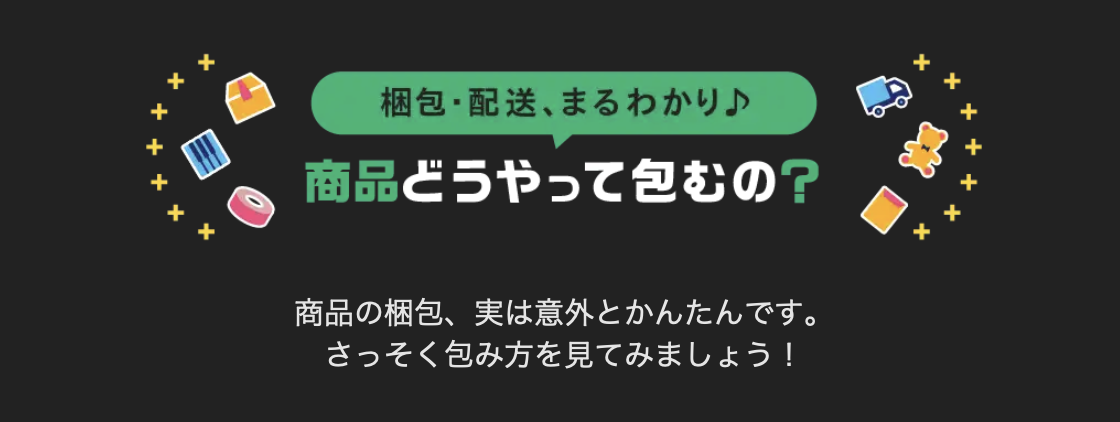 梱包・配送、まるわかり♪
商品どうやって包むの?
商品の梱包、実は意外とかんたんです。
さっそく包み方を見てみましょう！